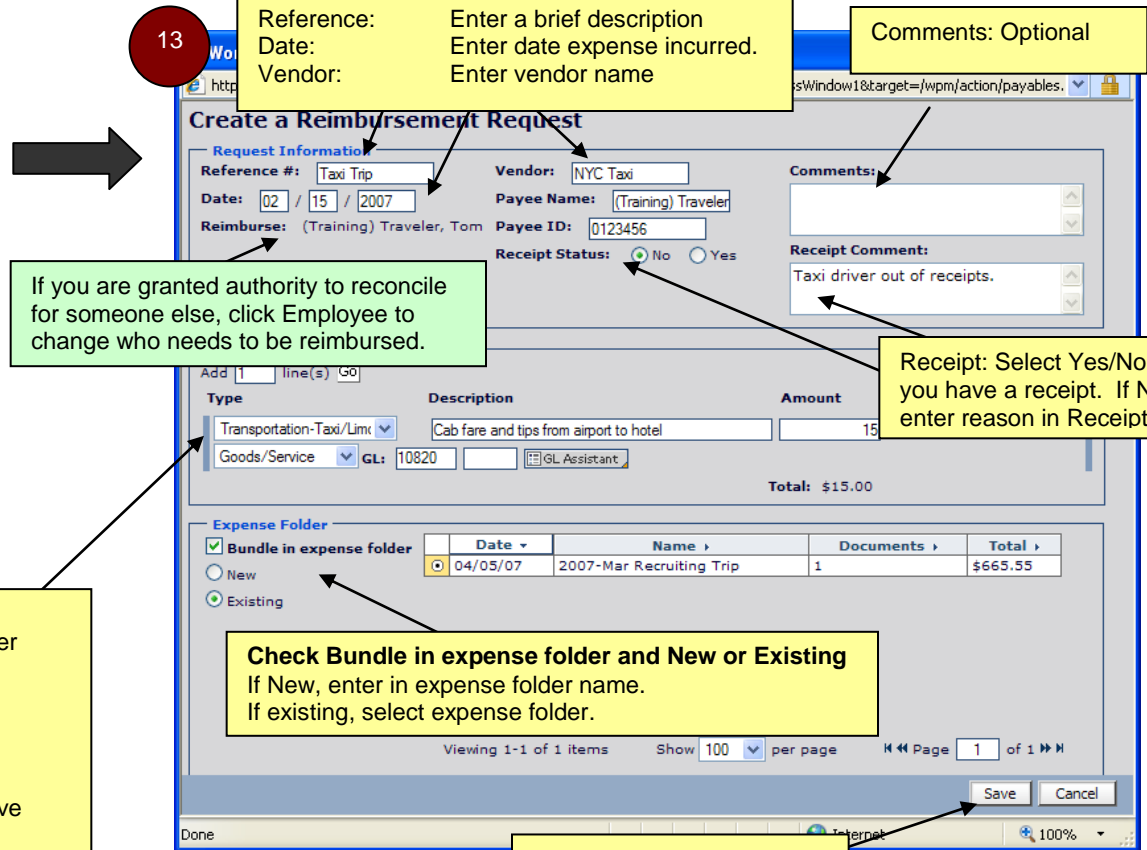 13
Reference: Enter a brief description
Date: Enter date expense incurred.
Vendor: Enter vendor name
Comments: Optional
Wo
http
sWindow1&target=/wpm/action/payables.
Create a Reimbursement Request
Request Information
Reference #: Taxi Trip Vendor: NYC Taxi Comments:
Date: 02 / 15 / 2007 Payee Name: (Training) Traveler
Reimburse: (Training) Traveler, Tom Payee ID: 0123456
Receipt Status: No Yes Receipt Comment:
Taxi driver out of receipts.
If you are granted authority to reconcile
for someone else, click Employee to
change who needs to be reimbursed.
Receipt: Select Yes/No
you have a receipt. If N
enter reason in Receipt
Add 1 line(s) Go
Type Description Amount
Transportation-Taxi/Lim Cab fare and tips from airport to hotel 15
Goods/Service GL: 10820 GL Assistant
Total: $15.00
Expense Folder
Bundle in expense folder Date Name Documents Total
New 04/05/07 2007-Mar Recruiting Trip 1 $665.55
Existing
er
ve
Check Bundle in expense folder and New or Existing
If New, enter in expense folder name.
If existing, select expense folder.
Viewing 1-1 of 1 items Show 100 per page Page 1 of 1
Save Cancel
Done Internet 100%